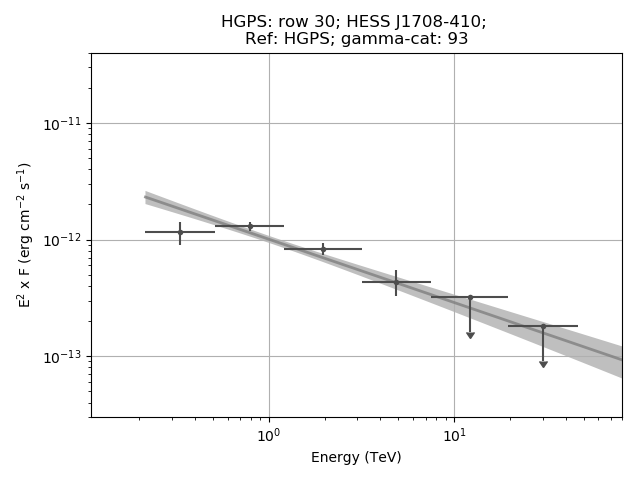 HGPS: row 30; HESS J1708-410;
Ref: HGPS; gamma-cat: 93
E² x F (erg cm⁻² s⁻¹)
10⁻¹¹
10⁻¹²
10⁻¹³
10⁰ 10¹
Energy (TeV)